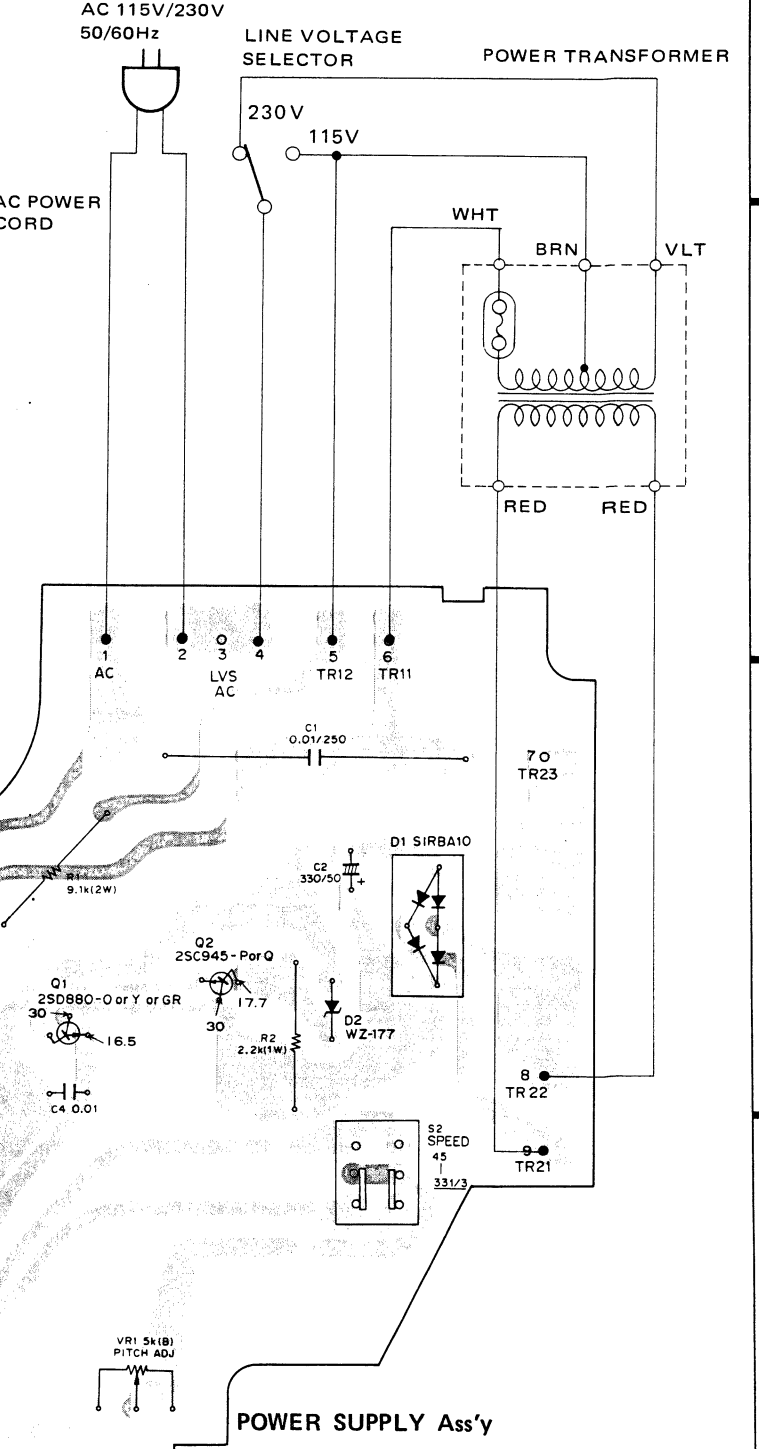 AC 115V/230V
50/60Hz
LINE VOLTAGE
SELECTOR
POWER TRANSFORMER
230V
115V
AC POWER
CORD
WHT
BRN
VLT
RED
RED
1
AC
2
3
LVS
AC
4
5
TR12
6
TR11
C1
0.01/250
7
TR23
D1 SIRBA10
C2
330/50
+
R1
9.1k(2W)
Q2
2SC945-PorQ
17.7
30
Q1
2SD880-O or Y or GR
30
16.5
D2
WZ-177
R2
2.2k(1W)
C4 0.01
8
TR22
S2
SPEED
45
|
331/3
9
TR21
VR1 5k(B)
PITCH ADJ
POWER SUPPLY Ass'y